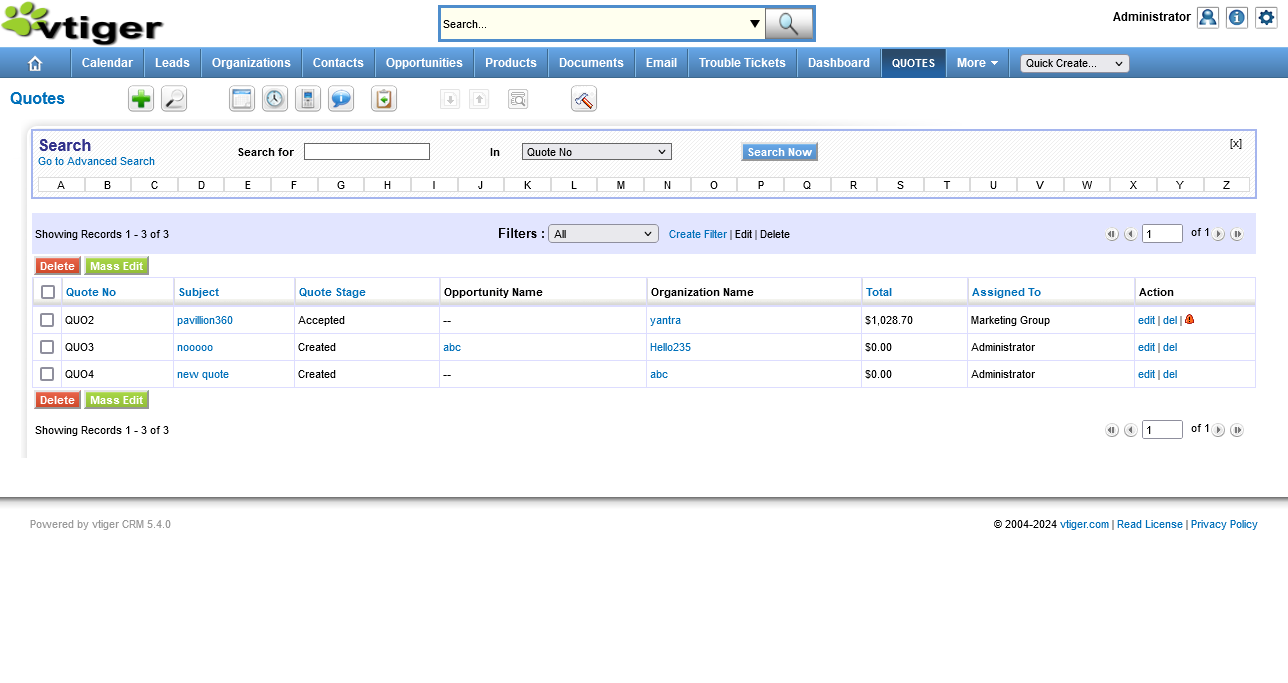 vtiger
Search...
Administrator
Calendar Leads Organizations Contacts Opportunities Products Documents Email Trouble Tickets Dashboard QUOTES More Quick Create...
Quotes
Search
Go to Advanced Search
Search for In Quote No Search Now [x]
A B C D E F G H I J K L M N O P Q R S T U V W X Y Z
Showing Records 1 - 3 of 3 Filters : All Create Filter | Edit | Delete 1 of 1
Delete Mass Edit
Quote No Subject Quote Stage Opportunity Name Organization Name Total Assigned To Action
QUO2 pavillion360 Accepted -- yantra $1,028.70 Marketing Group edit | del |
QUO3 nooooo Created abc Hello235 $0.00 Administrator edit | del
QUO4 new quote Created -- abc $0.00 Administrator edit | del
Delete Mass Edit
Showing Records 1 - 3 of 3 1 of 1
Powered by vtiger CRM 5.4.0 © 2004-2024 vtiger.com | Read License | Privacy Policy